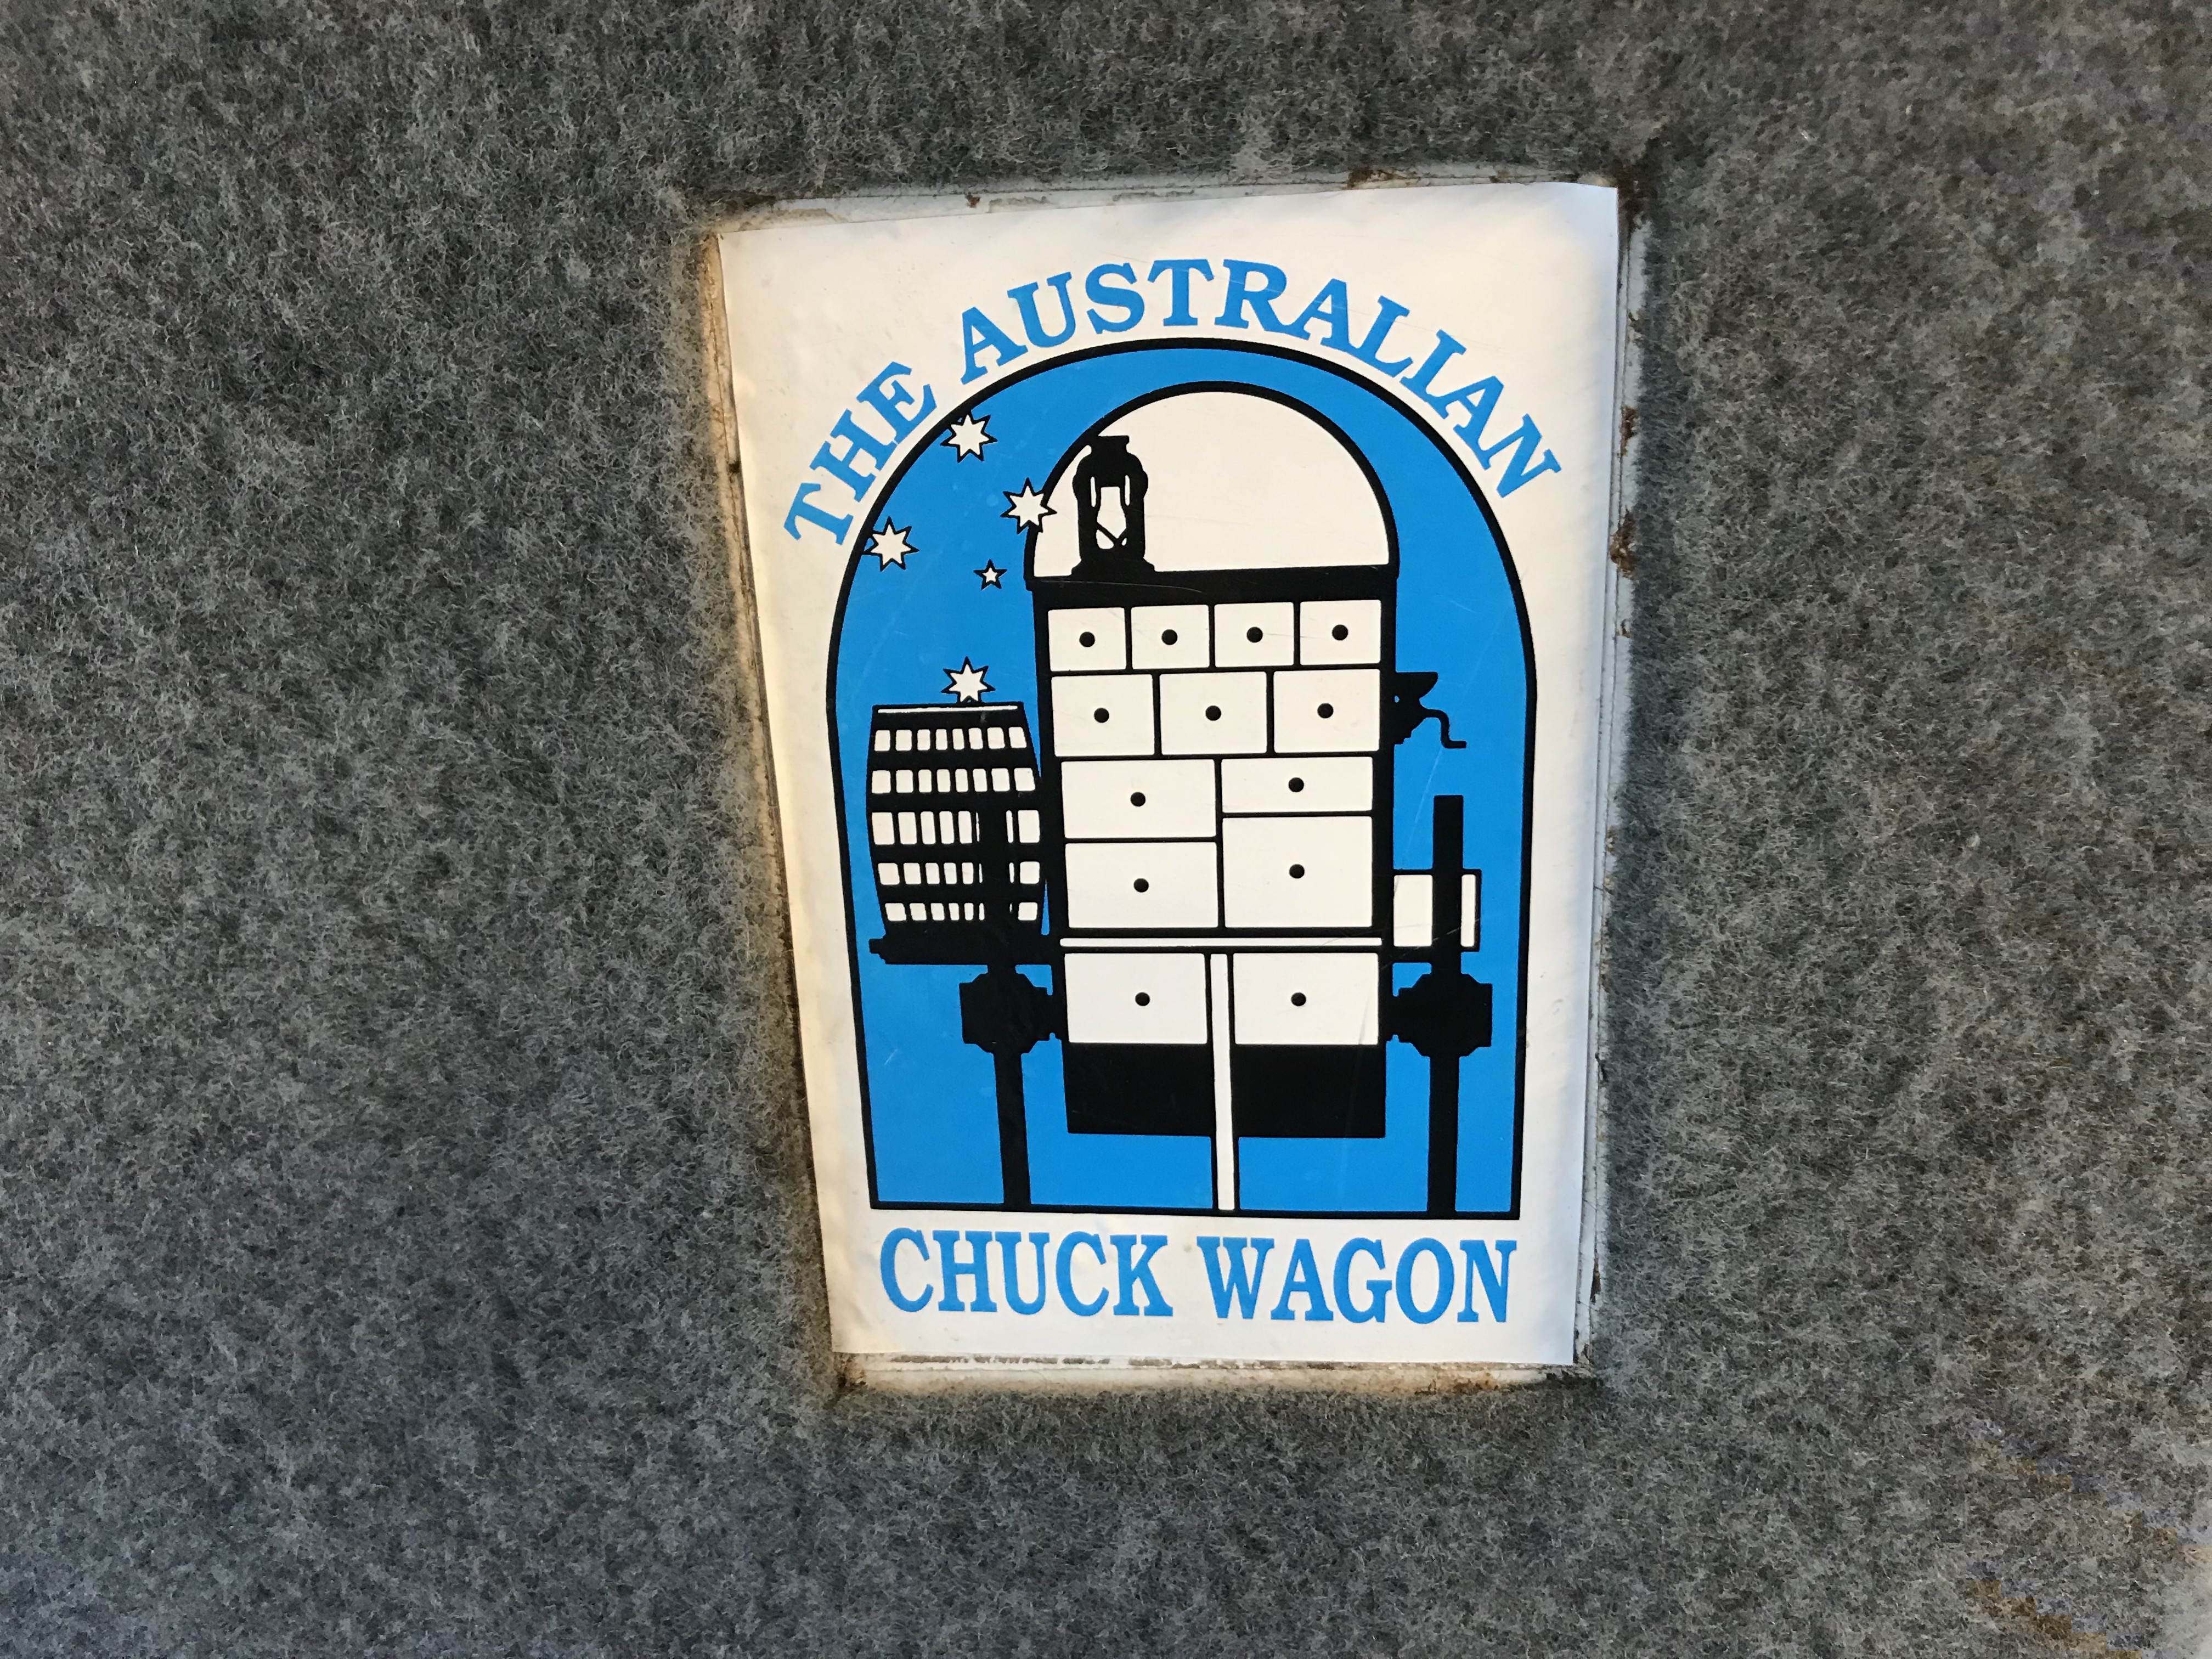 THE AUSTRALIAN
CHUCK WAGON